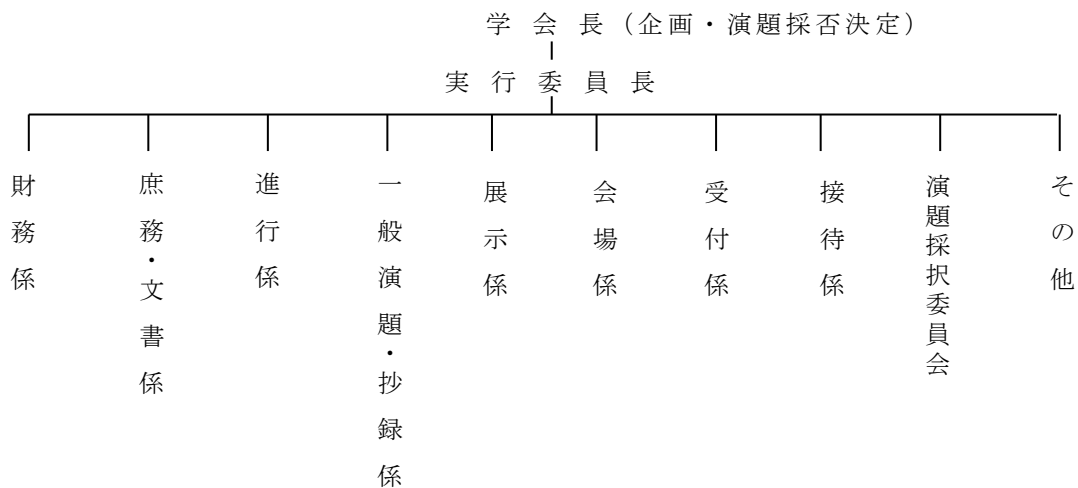 学会長（企画・演題採否決定）
実行委員長
財務係
庶務・文書係
進行係
一般演題・抄録係
展示係
会場係
受付係
接待係
演題採択委員会
その他